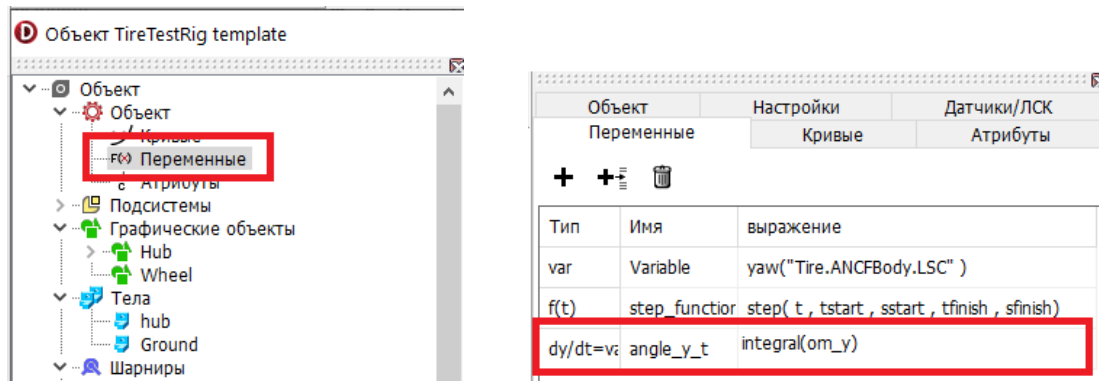 Объект TireTestRig template
Объект
Объект
Кривые
F(x) Переменные
c Атрибуты
Подсистемы
Графические объекты
Hub
Wheel
Тела
hub
Ground
Шарниры
Объект Настройки Датчики/ЛСК
Переменные Кривые Атрибуты
Тип Имя выражение
var Variable yaw("Tire.ANCFBody.LSC" )
f(t) step_function step( t , tstart , sstart , tfinish , sfinish)
dy/dt=va angle_y_t integral(om_y)